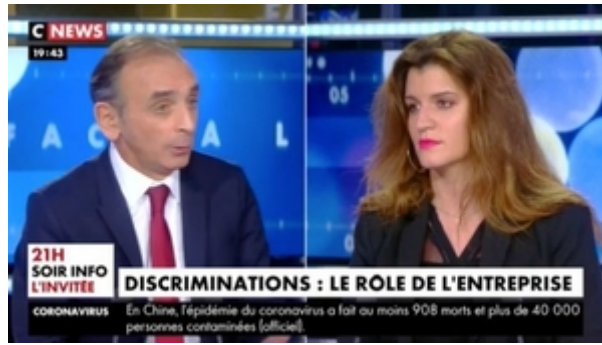 C NEWS
19:43
05
F A C A L
21H
SOIR INFO
L'INVITÉE
DISCRIMINATIONS : LE RÔLE DE L'ENTREPRISE
CORONAVIRUS
En Chine, l'épidémie du coronavirus a fait au moins 908 morts et plus de 40 000
personnes contaminées (officiel).